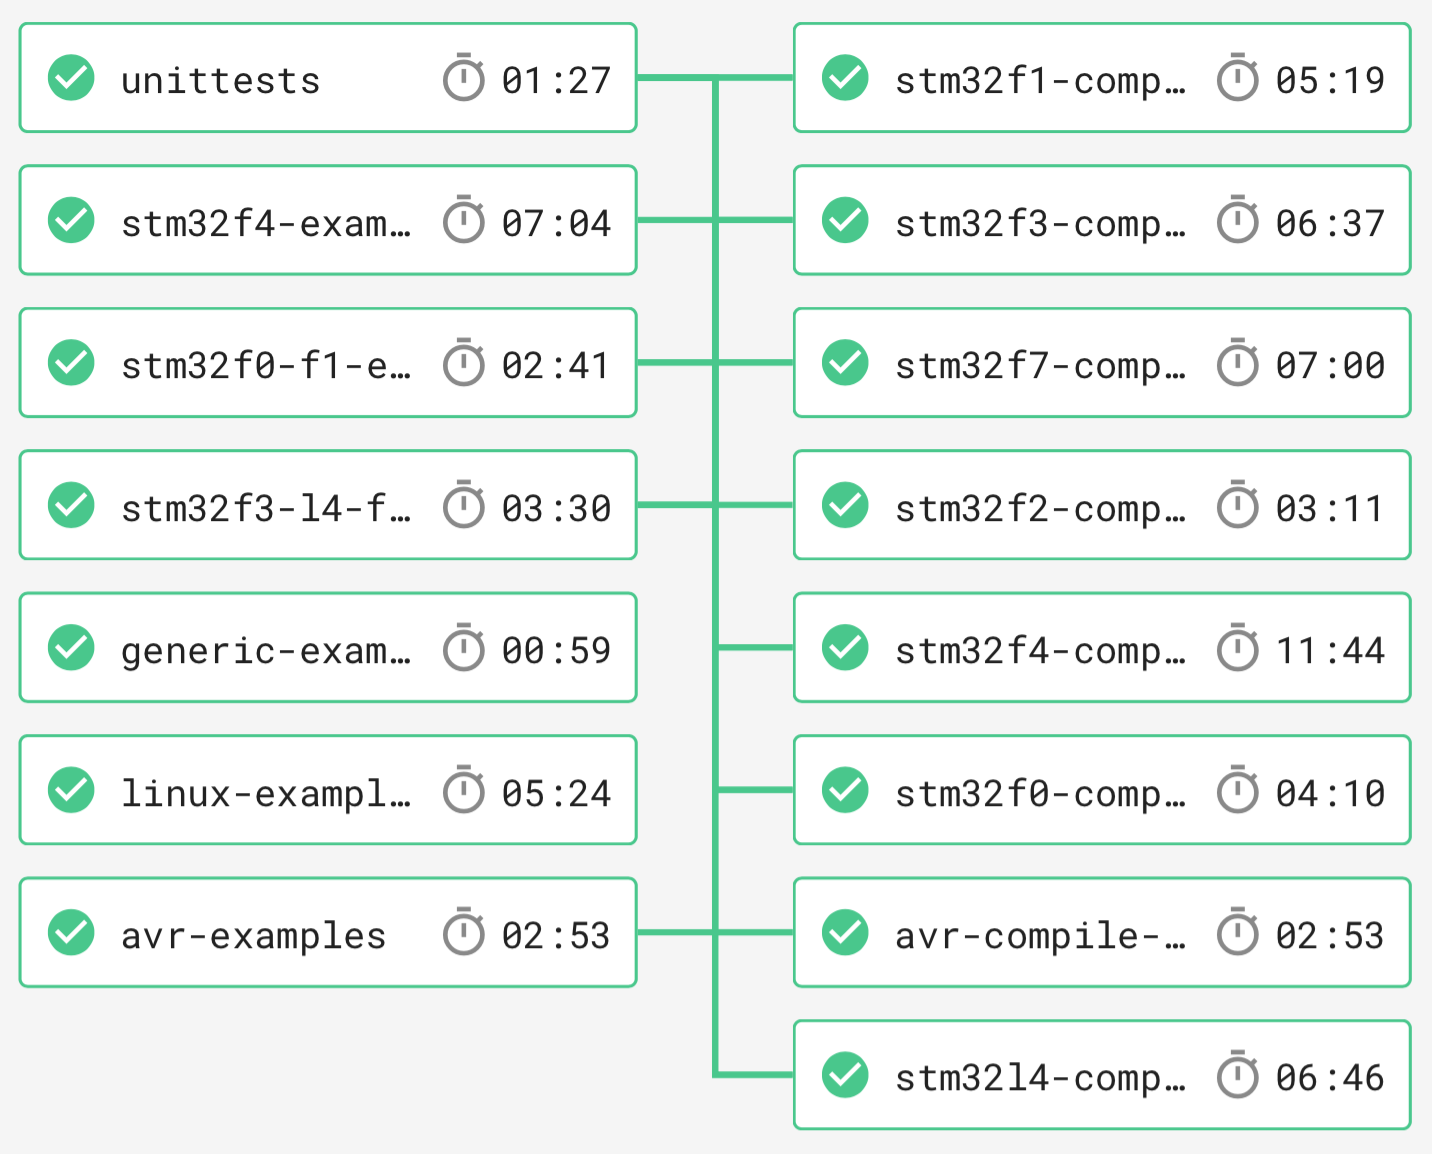 unittests 01:27
stm32f4-exam… 07:04
stm32f0-f1-e… 02:41
stm32f3-l4-f… 03:30
generic-exam… 00:59
linux-exampl… 05:24
avr-examples 02:53
stm32f1-comp… 05:19
stm32f3-comp… 06:37
stm32f7-comp… 07:00
stm32f2-comp… 03:11
stm32f4-comp… 11:44
stm32f0-comp… 04:10
avr-compile-… 02:53
stm32l4-comp… 06:46